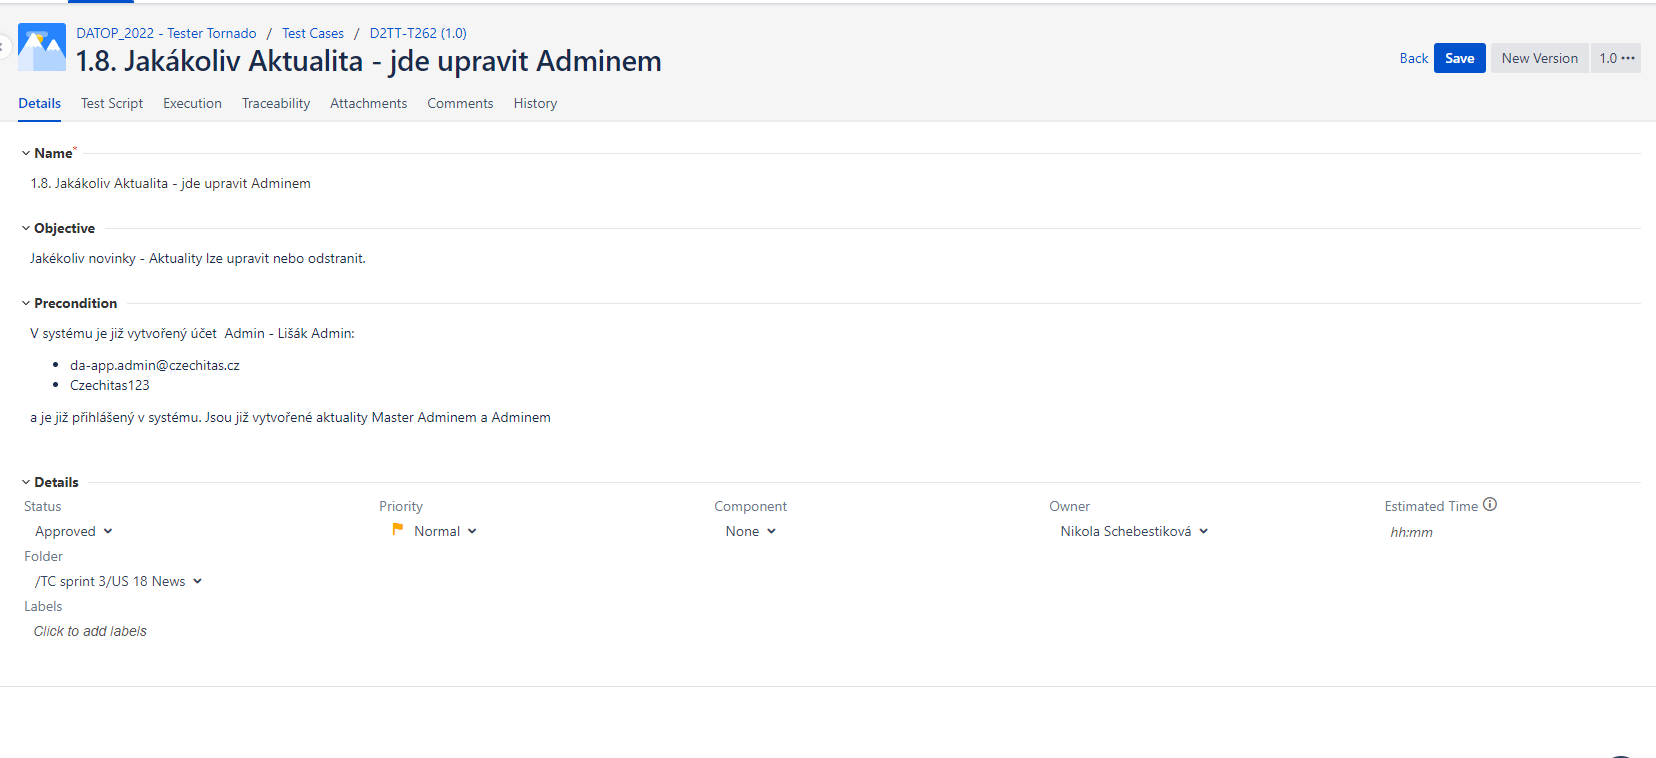 DATOP_2022 - Tester Tornado / Test Cases / D2TT-T262 (1.0)
1.8. Jakákoliv Aktualita - jde upravit Adminem
Back Save New Version 1.0 •••
Details Test Script Execution Traceability Attachments Comments History
Name*
1.8. Jakákoliv Aktualita - jde upravit Adminem
Objective
Jakékoliv novinky - Aktuality lze upravit nebo odstranit.
Precondition
V systému je již vytvořený účet  Admin - Lišák Admin:
• da-app.admin@czechitas.cz
• Czechitas123
a je již přihlášený v systému. Jsou již vytvořené aktuality Master Adminem a Adminem
Details
Status Priority Component Owner Estimated Time
Approved Normal None Nikola Schebestiková hh:mm
Folder
/TC sprint 3/US 18 News
Labels
Click to add labels